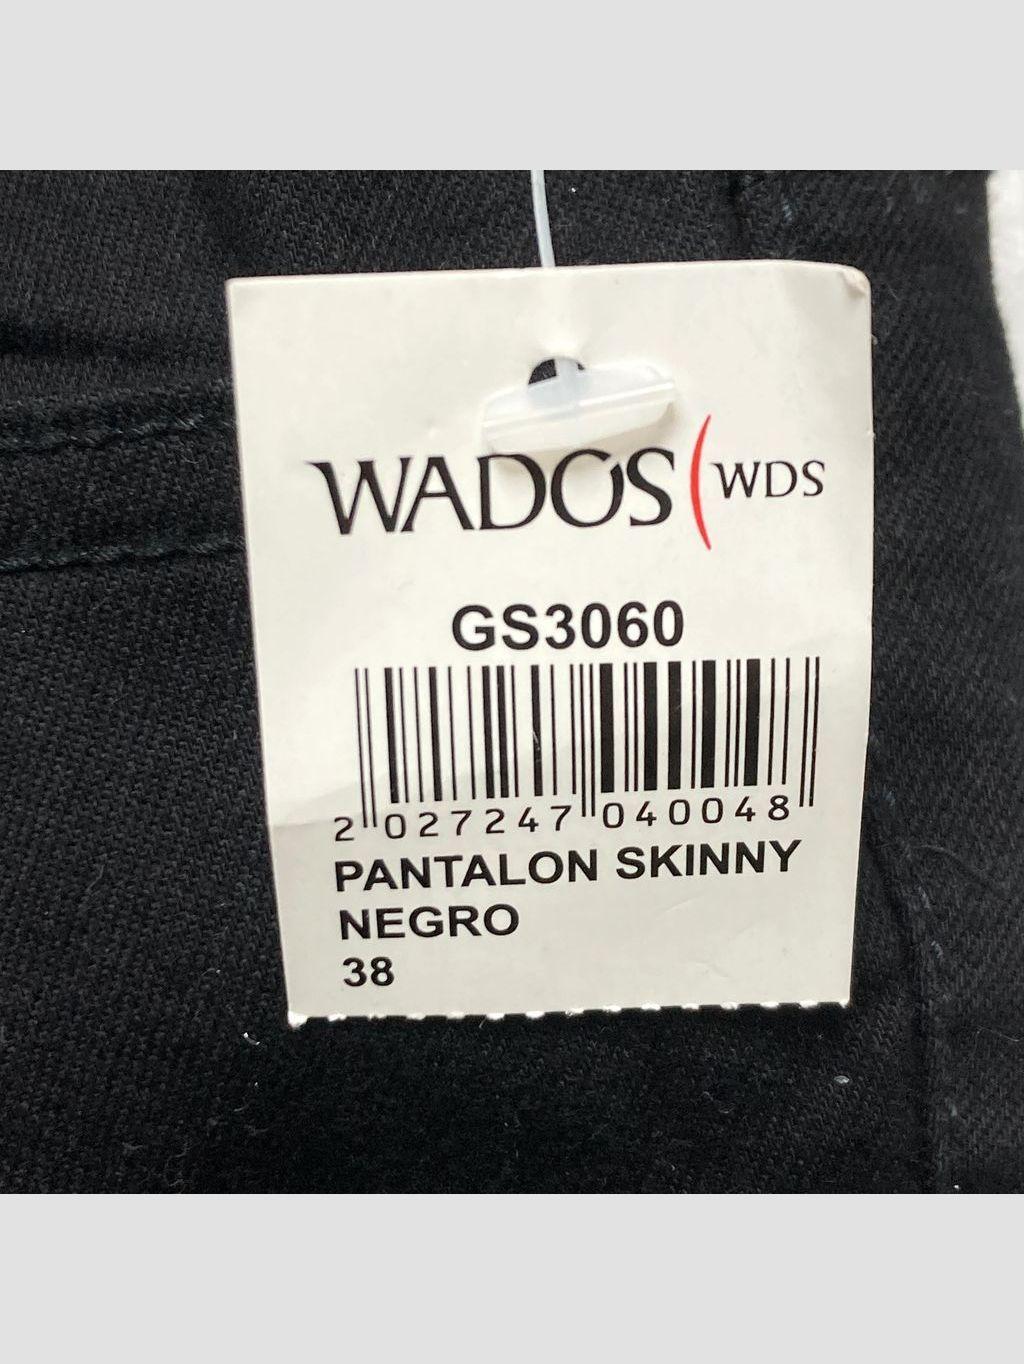 WADOS(WDS
GS3060
2 027247 040048
PANTALON SKINNY
NEGRO
38